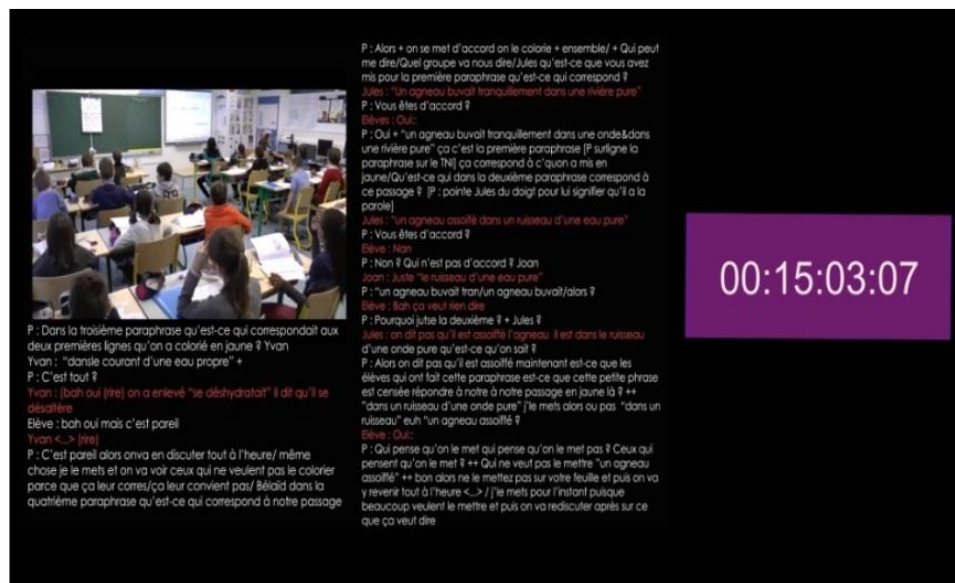 P : Dans la troisième paraphrase qu'est-ce qui correspondait aux
deux premières lignes qu'on a colorié en jaune ? Yvan
Yvan : "dansle courant d'une eau propre" +
P : C'est tout ?
Yvan : (bah oui (rire) on a enlevé "se déshydratait" il dit qu'il se
désaltère
Elève : bah oui mais c'est pareil
Yvan <...> (rire)
P : C'est pareil alors onva en discuter tout à l'heure/ même
chose je le mets et on va voir ceux qui ne veulent pas le colorier
parce que ça leur corres/ça leur convient pas/ Bélaïd dans la
quatrième paraphrase qu'est-ce qui correspond à notre passage
P : Alors + on se met d'accord on le colorie + ensemble/ + Qui peut
me dire/Quel groupe va nous dire/Jules qu'est-ce que vous avez
mis pour la première paraphrase qu'est-ce qui correspond ?
Jules : "Un agneau buvait tranquillement dans une rivière pure"
P : Vous êtes d'accord ?
Elèves : Oui::
P : Oui + "un agneau buvait tranquillement dans une onde&dans
une rivière pure" ça c'est la première paraphrase [P surligne la
paraphrase sur le TNI] ça correspond à c'quon a mis en
jaune/Qu'est-ce qui dans la deuxième paraphrase correspond à
ce passage ? [P : pointe Jules du doigt pour lui signifier qu'il a la
parole]
Jules : "un agneau assoiffé dans un ruisseau d'une eau pure"
P : Vous êtes d'accord ?
Elève : Nan
P : Non ? Qui n'est pas d'accord ? Joan
Joan : Juste "le ruisseau d'une eau pure"
P : "un agneau buvait tran/un agneau buvait/alors ?
Elève : Bah ça veut rien dire
P : Pourquoi jutse la deuxième ? + Jules ?
Jules : on dit pas qu'il est assoiffé l'agneau il est dans le ruisseau
d'une onde pure qu'est-ce qu'on sait ?
P : Alors on dit pas qu'il est assoiffé maintenant est-ce que les
élèves qui ont fait cette paraphrase est-ce que cette petite phrase
est censée répondre à notre à notre passage en jaune là ? ++
"dans un ruisseau d'une onde pure" j'le mets alors ou pas "dans un
ruisseau" euh "un agneau assoiffé ?
Elève : Oui::
P : Qui pense qu'on le met qui pense qu'on le met pas ? Ceux qui
pensent qu'on le met ? ++ Qui ne veut pas le mettre "un agneau
assoiffé" ++ bon alors ne le mettez pas sur votre feuille et puis on va
y revenir tout à l'heure <...> / j'le mets pour l'instant puisque
beaucoup veulent le mettre et puis on va rediscuter après sur ce
que ça veut dire
00:15:03:07